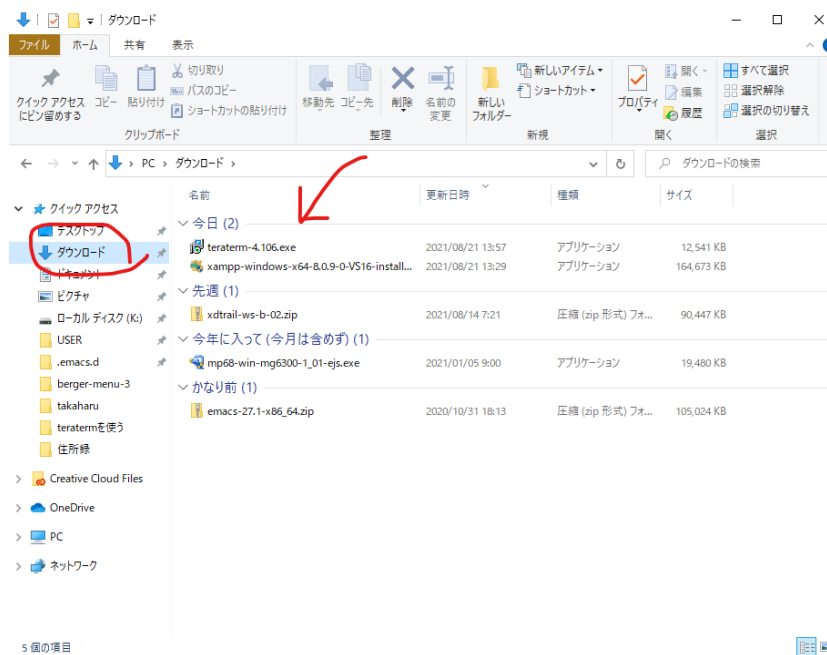 ダウンロード
ファイル ホーム 共有 表示
クイック アクセス
にピン留めする
コピー
貼り付け
切り取り
パスのコピー
ショートカットの貼り付け
クリップボード
移動先
コピー先
削除
名前の
変更
整理
新しい
フォルダー
新しいアイテム
ショートカット
新規
プロパティ
開く
編集
履歴
開く
すべて選択
選択解除
選択の切り替え
選択
PC › ダウンロード ›
ダウンロードの検索
名前 更新日時 種類 サイズ
クイック アクセス
デスクトップ
ダウンロード
ドキュメント
ピクチャ
ローカル ディスク (K:)
USER
.emacs.d
berger-menu-3
takaharu
teratermを使う
住所録
Creative Cloud Files
OneDrive
PC
ネットワーク
今日 (2)
teraterm-4.106.exe 2021/08/21 13:57 アプリケーション 12,541 KB
xampp-windows-x64-8.0.9-0-VS16-install... 2021/08/21 13:29 アプリケーション 164,673 KB
先週 (1)
xdtrail-ws-b-02.zip 2021/08/14 7:21 圧縮 (zip 形式) フォ... 90,447 KB
今年に入って (今月は含めず) (1)
mp68-win-mg6300-1_01-ejs.exe 2021/01/05 9:00 アプリケーション 19,480 KB
かなり前 (1)
emacs-27.1-x86_64.zip 2020/10/31 18:13 圧縮 (zip 形式) フォ... 105,024 KB
5 個の項目